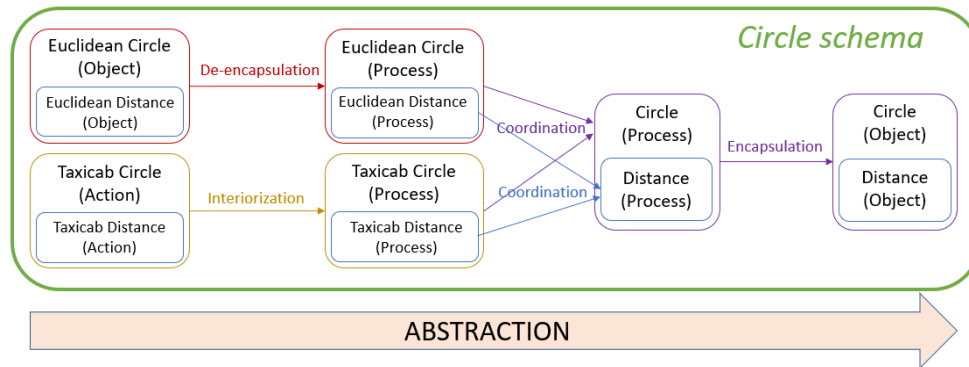 Circle schema
Euclidean Circle
(Object)
Euclidean Distance
(Object)
De-encapsulation
Euclidean Circle
(Process)
Euclidean Distance
(Process)
Taxicab Circle
(Action)
Taxicab Distance
(Action)
Interiorization
Taxicab Circle
(Process)
Taxicab Distance
(Process)
Coordination
Coordination
Circle
(Process)
Distance
(Process)
Encapsulation
Circle
(Object)
Distance
(Object)
ABSTRACTION